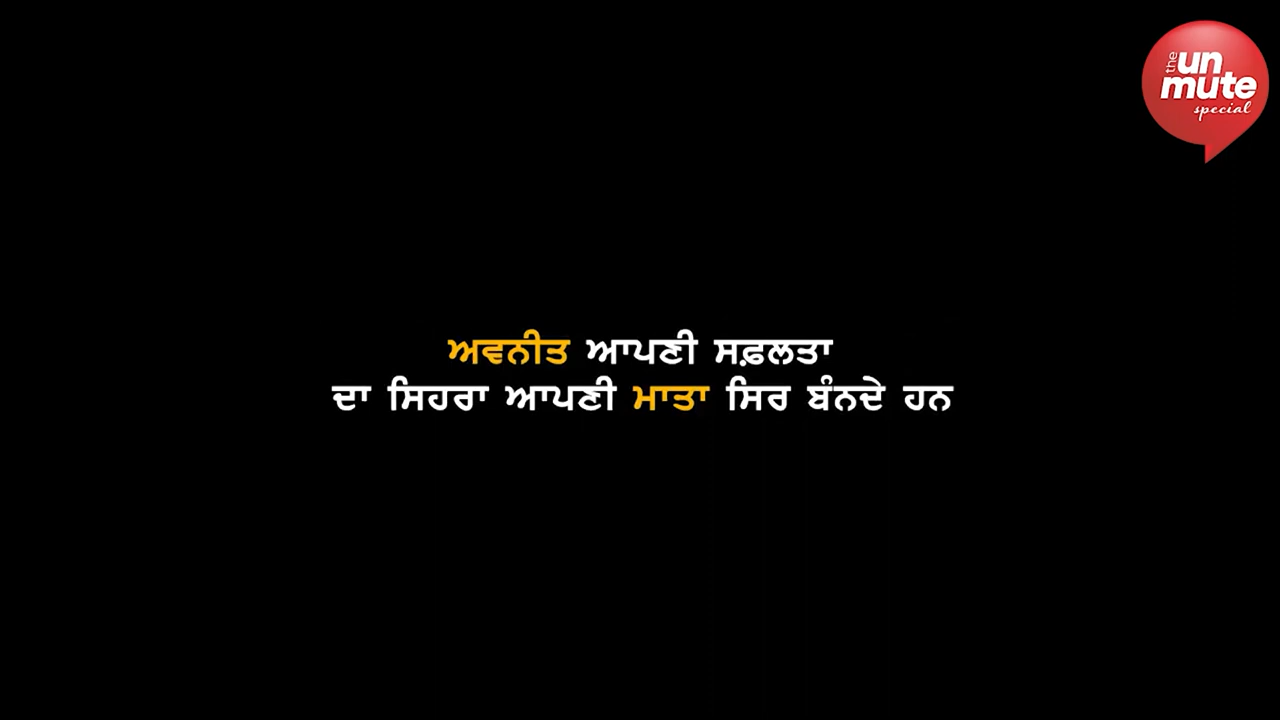 the
un
mute
special
ਅਵਨੀਤ ਆਪਣੀ ਸਫ਼ਲਤਾ
ਦਾ ਸਿਹਰਾ ਆਪਣੀ ਮਾਤਾ ਸਿਰ ਬੰਨਦੇ ਹਨ